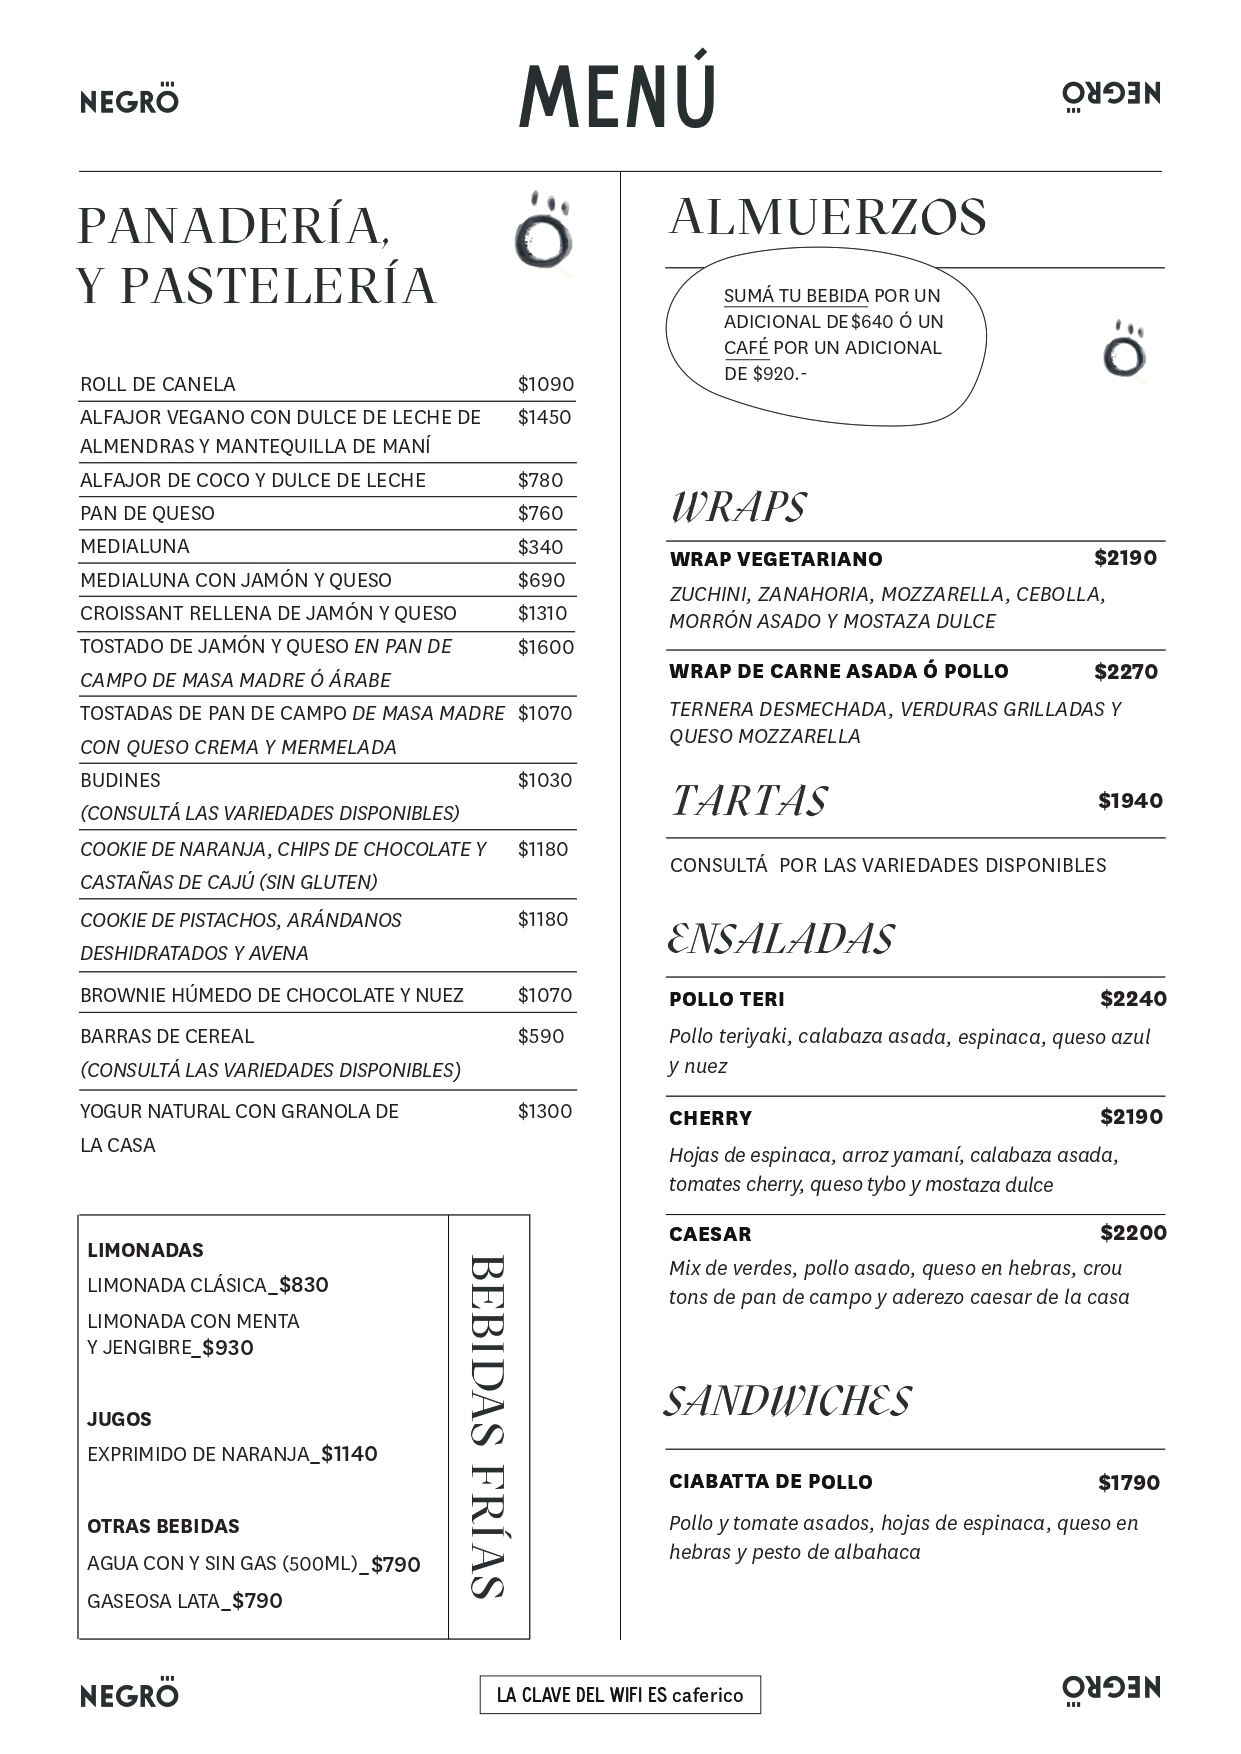 NEGRÖ
MENÚ
NEGRÖ
PANADERÍA,
Y PASTELERÍA
ROLL DE CANELA $1090
ALFAJOR VEGANO CON DULCE DE LECHE DE $1450
ALMENDRAS Y MANTEQUILLA DE MANÍ
ALFAJOR DE COCO Y DULCE DE LECHE $780
PAN DE QUESO $760
MEDIALUNA $340
MEDIALUNA CON JAMÓN Y QUESO $690
CROISSANT RELLENA DE JAMÓN Y QUESO $1310
TOSTADO DE JAMÓN Y QUESO EN PAN DE $1600
CAMPO DE MASA MADRE Ó ÁRABE
TOSTADAS DE PAN DE CAMPO DE MASA MADRE $1070
CON QUESO CREMA Y MERMELADA
BUDINES $1030
(CONSULTÁ LAS VARIEDADES DISPONIBLES)
COOKIE DE NARANJA, CHIPS DE CHOCOLATE Y $1180
CASTAÑAS DE CAJÚ (SIN GLUTEN)
COOKIE DE PISTACHOS, ARÁNDANOS $1180
DESHIDRATADOS Y AVENA
BROWNIE HÚMEDO DE CHOCOLATE Y NUEZ $1070
BARRAS DE CEREAL $590
(CONSULTÁ LAS VARIEDADES DISPONIBLES)
YOGUR NATURAL CON GRANOLA DE $1300
LA CASA
LIMONADAS
LIMONADA CLÁSICA_$830
LIMONADA CON MENTA
Y JENGIBRE_$930
JUGOS
EXPRIMIDO DE NARANJA_$1140
OTRAS BEBIDAS
AGUA CON Y SIN GAS (500ML)_$790
GASEOSA LATA_$790
BEBIDAS FRÍAS
ALMUERZOS
SUMÁ TU BEBIDA POR UN
ADICIONAL DE $640 Ó UN
CAFÉ POR UN ADICIONAL
DE $920.-
WRAPS
WRAP VEGETARIANO $2190
ZUCHINI, ZANAHORIA, MOZZARELLA, CEBOLLA,
MORRÓN ASADO Y MOSTAZA DULCE
WRAP DE CARNE ASADA Ó POLLO $2270
TERNERA DESMECHADA, VERDURAS GRILLADAS Y
QUESO MOZZARELLA
TARTAS $1940
CONSULTÁ POR LAS VARIEDADES DISPONIBLES
ENSALADAS
POLLO TERI $2240
Pollo teriyaki, calabaza asada, espinaca, queso azul
y nuez
CHERRY $2190
Hojas de espinaca, arroz yamaní, calabaza asada,
tomates cherry, queso tybo y mostaza dulce
CAESAR $2200
Mix de verdes, pollo asado, queso en hebras, crou
tons de pan de campo y aderezo caesar de la casa
SANDWICHES
CIABATTA DE POLLO $1790
Pollo y tomate asados, hojas de espinaca, queso en
hebras y pesto de albahaca
NEGRÖ
LA CLAVE DEL WIFI ES caferico
NEGRÖ